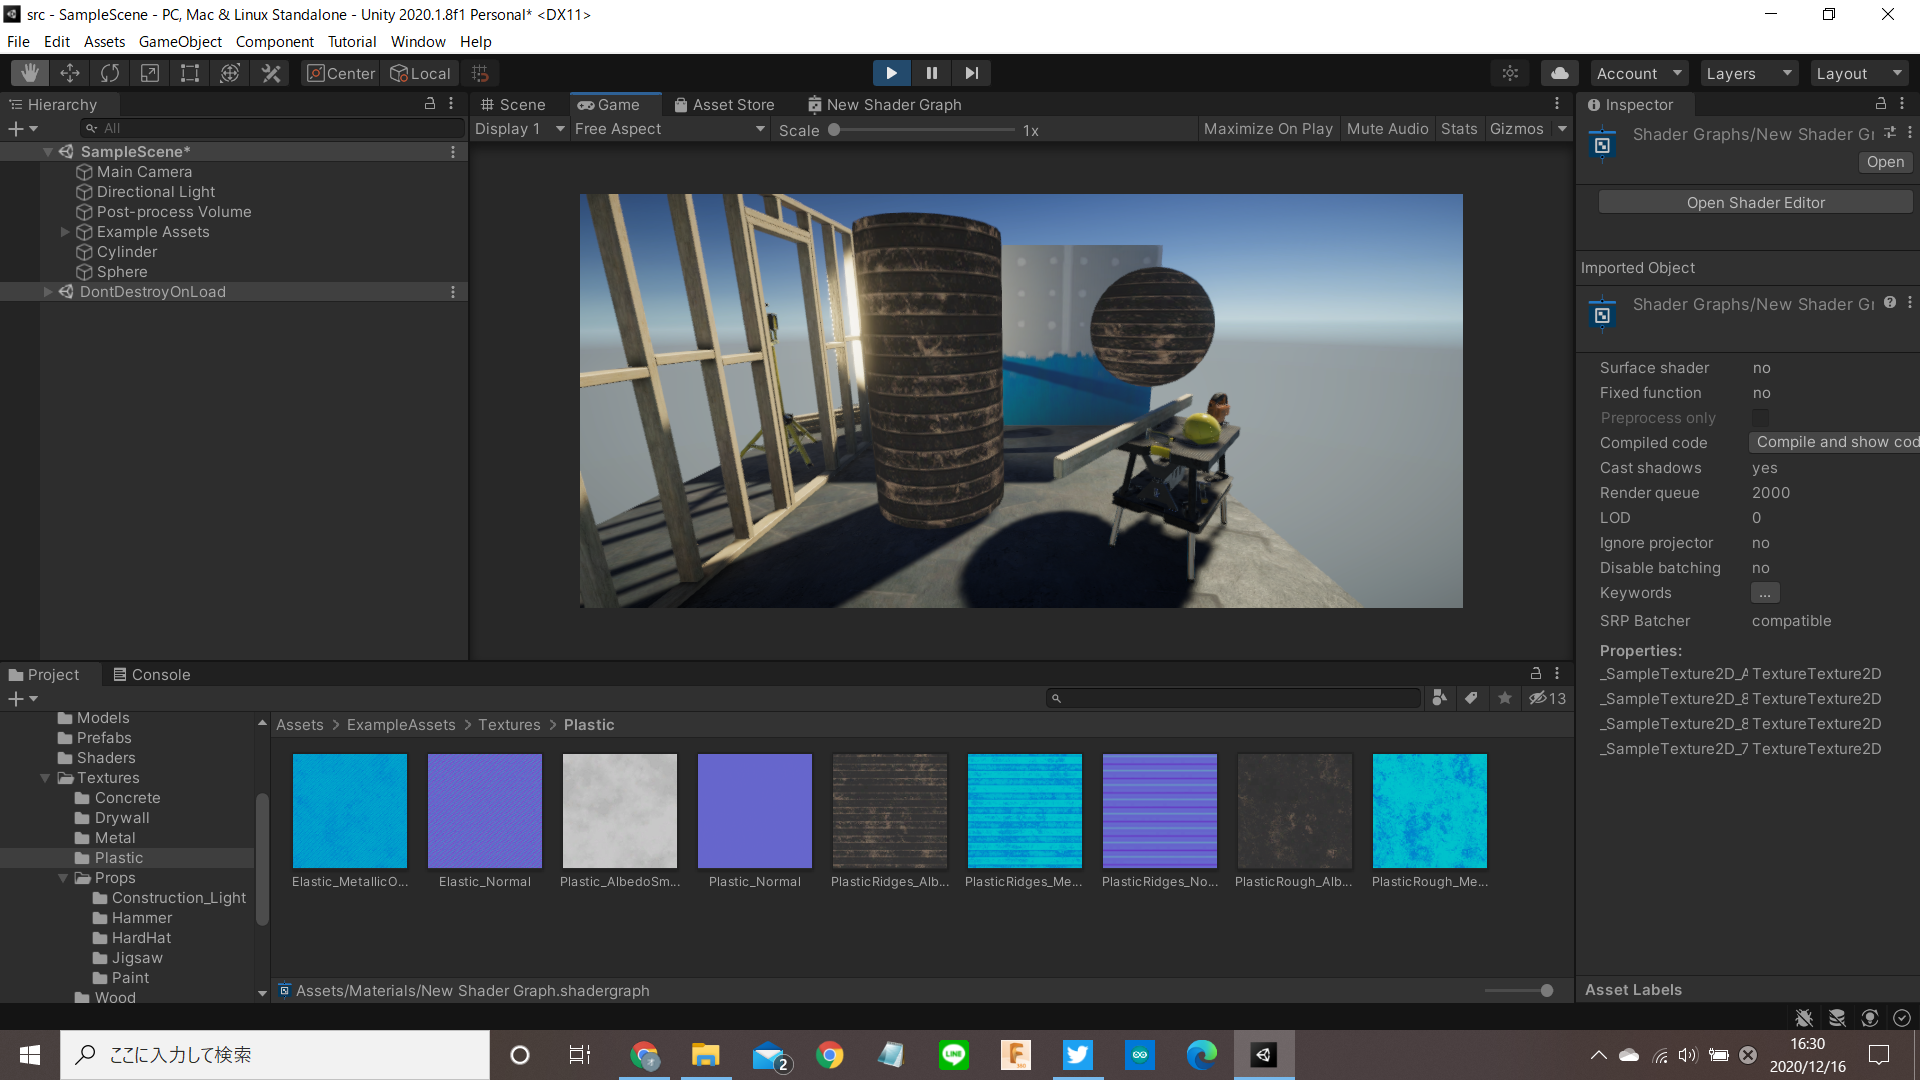 src - SampleScene - PC, Mac & Linux Standalone - Unity 2020.1.8f1 Personal* <DX11>
File Edit Assets GameObject Component Tutorial Window Help
Center Local Account Layers Layout
Hierarchy
All
SampleScene*
Main Camera
Directional Light
Post-process Volume
Example Assets
Cylinder
Sphere
DontDestroyOnLoad
Scene Game Asset Store New Shader Graph
Display 1 Free Aspect Scale 1x Maximize On Play Mute Audio Stats Gizmos
Inspector
Shader Graphs/New Shader Gr
Open
Open Shader Editor
Imported Object
Shader Graphs/New Shader Gr
Surface shader no
Fixed function no
Preprocess only
Compiled code Compile and show cod
Cast shadows yes
Render queue 2000
LOD 0
Ignore projector no
Disable batching no
Keywords ...
SRP Batcher compatible
Properties:
_SampleTexture2D_A TextureTexture2D
_SampleTexture2D_8 TextureTexture2D
_SampleTexture2D_8 TextureTexture2D
_SampleTexture2D_7 TextureTexture2D
Asset Labels
Project Console
13
Models
Prefabs
Shaders
Textures
Concrete
Drywall
Metal
Plastic
Props
Construction_Light
Hammer
HardHat
Jigsaw
Paint
Wood
Assets > ExampleAssets > Textures > Plastic
Elastic_MetallicO... Elastic_Normal Plastic_AlbedoSm... Plastic_Normal PlasticRidges_Alb... PlasticRidges_Me... PlasticRidges_No... PlasticRough_Alb... PlasticRough_Me...
Assets/Materials/New Shader Graph.shadergraph
ここに入力して検索
2
LINE
F
16:30
2020/12/16